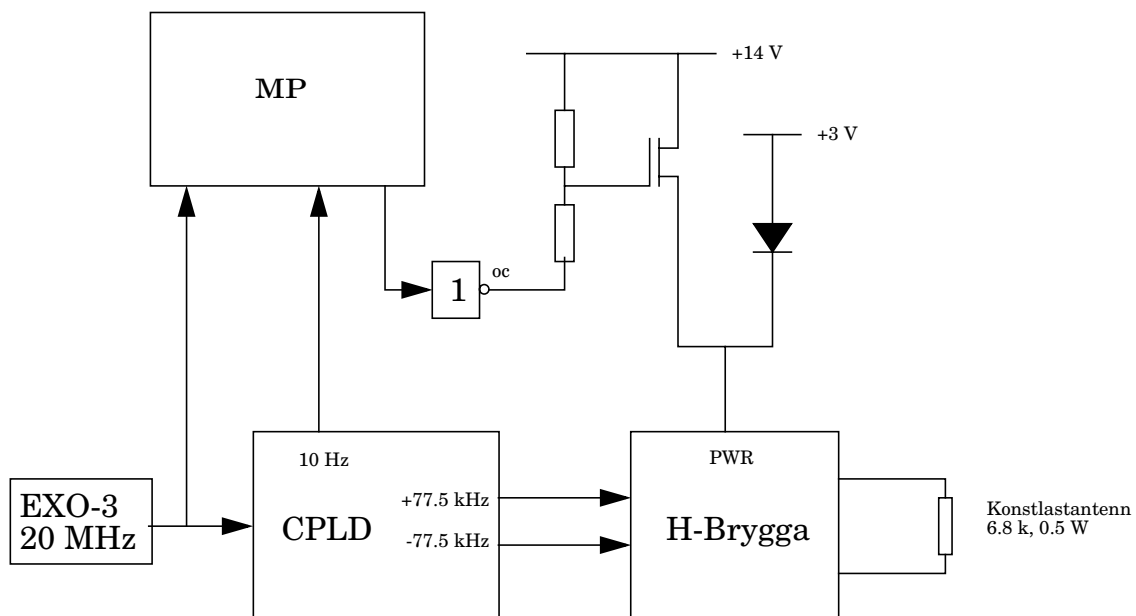 MP
+14 V
+3 V
1
oc
10 Hz
PWR
EXO-3
20 MHz
CPLD
+77.5 kHz
-77.5 kHz
H-Brygga
Konstlastantenn
6.8 k, 0.5 W